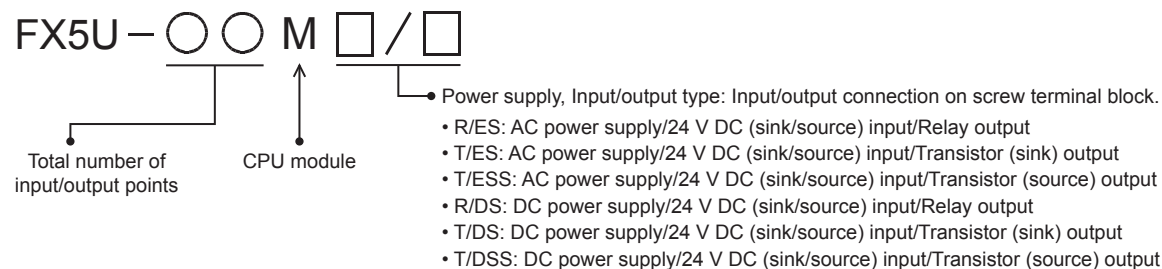 FX5U – ○○ M □/□
Power supply, Input/output type: Input/output connection on screw terminal block.
• R/ES: AC power supply/24 V DC (sink/source) input/Relay output
• T/ES: AC power supply/24 V DC (sink/source) input/Transistor (sink) output
• T/ESS: AC power supply/24 V DC (sink/source) input/Transistor (source) output
• R/DS: DC power supply/24 V DC (sink/source) input/Relay output
• T/DS: DC power supply/24 V DC (sink/source) input/Transistor (sink) output
• T/DSS: DC power supply/24 V DC (sink/source) input/Transistor (source) output
Total number of
input/output points
CPU module